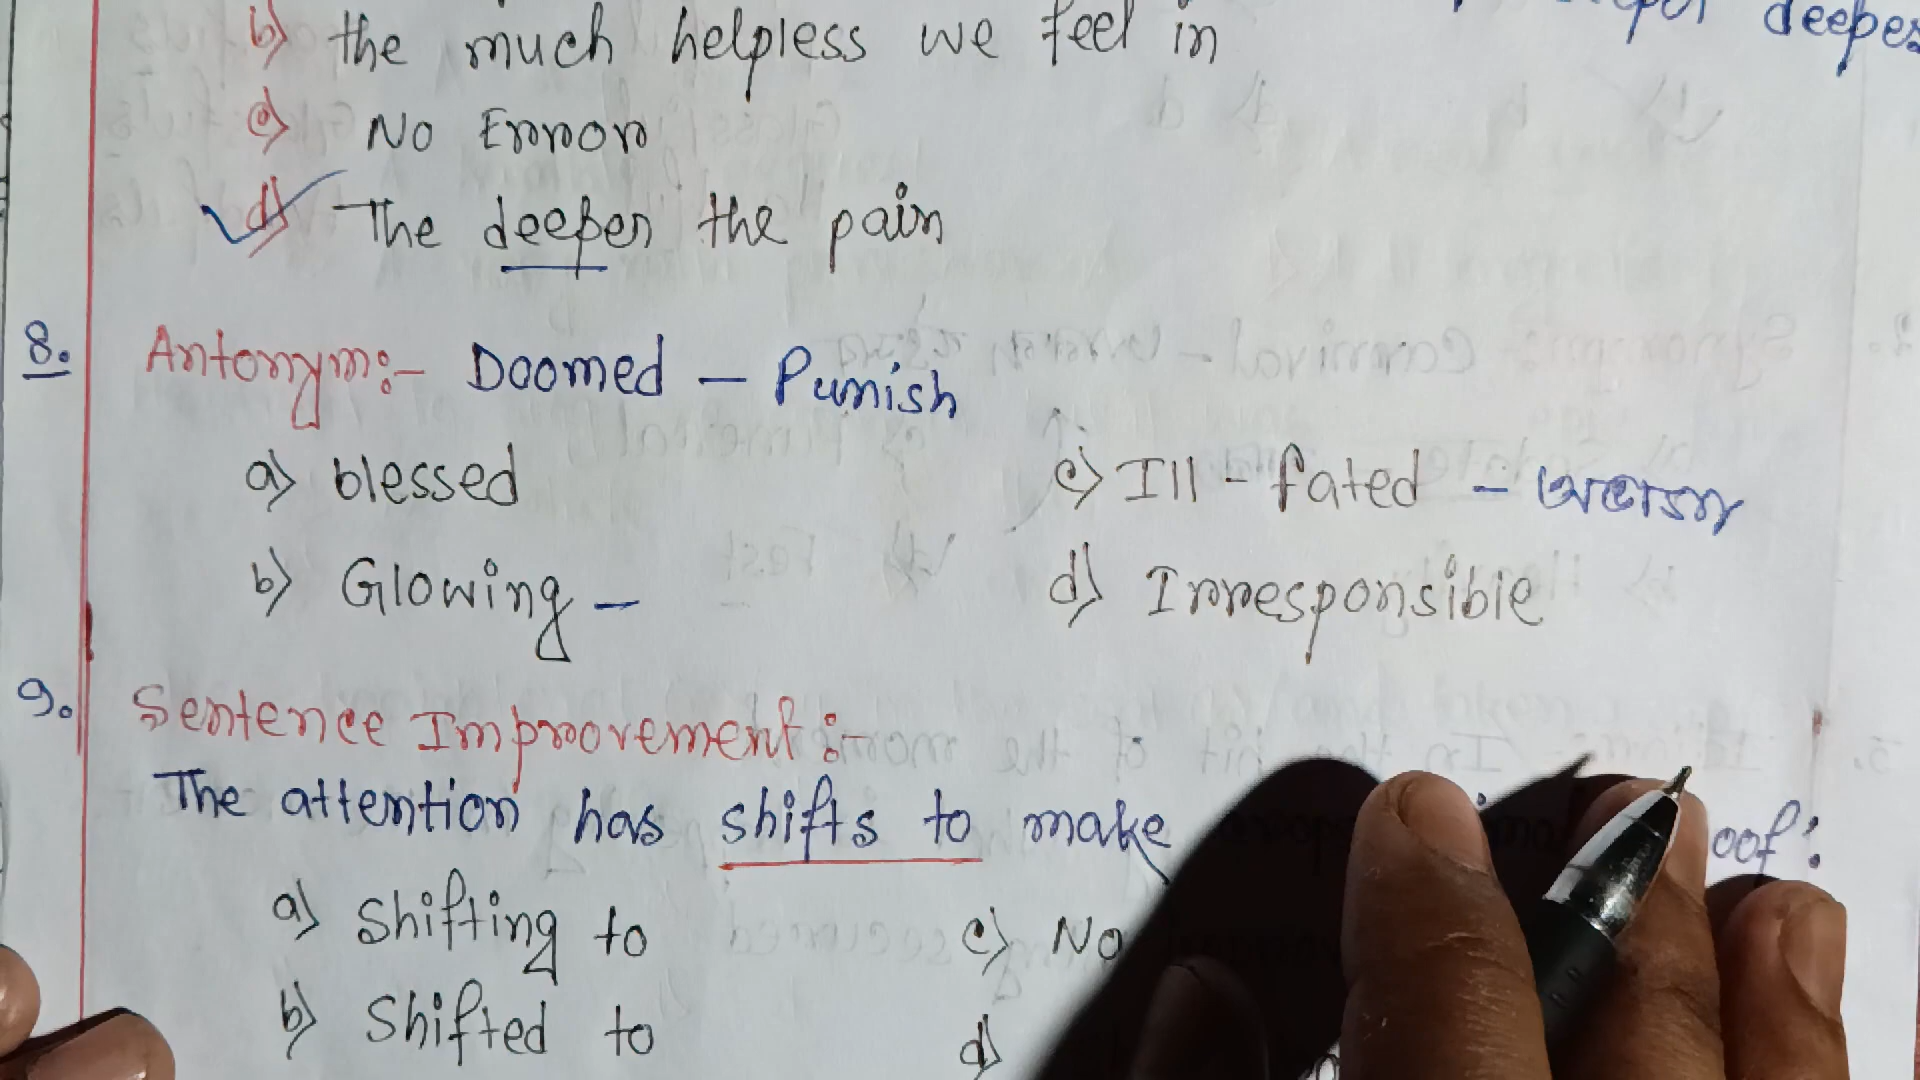 b) the much helpless we feel in
deeper
c) No Error
d) The deeper the pain
8. Antonym:- Doomed - Punish
a) blessed
c) Ill-fated -
b) Glowing -
d) Irresponsible
9. Sentence Improvement:-
The attention has shifts to make
a) Shifting to
c) No
b) Shifted to
d)